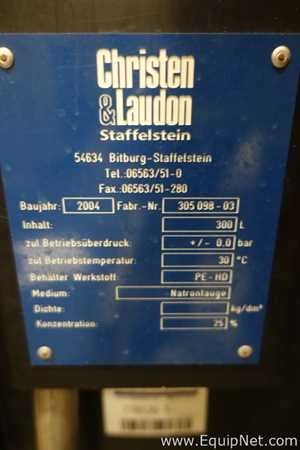 Christen
& Laudon
Staffelstein
54634 Bitburg-Staffelstein
Tel.:06563/51-0
Fax.:06563/51-280
Baujahr: 2004 Fabr.-Nr. 305 098-03
Inhalt: 300 L
zul Betriebsüberdruck: +/- 0.0 bar
zul Betriebstemperatur: 30 °C
Behälter Werkstoff: PE-HD
Medium: Natronlauge
Dichte: kg/dm³
Konzentration: 25 %
www.EquipNet.com